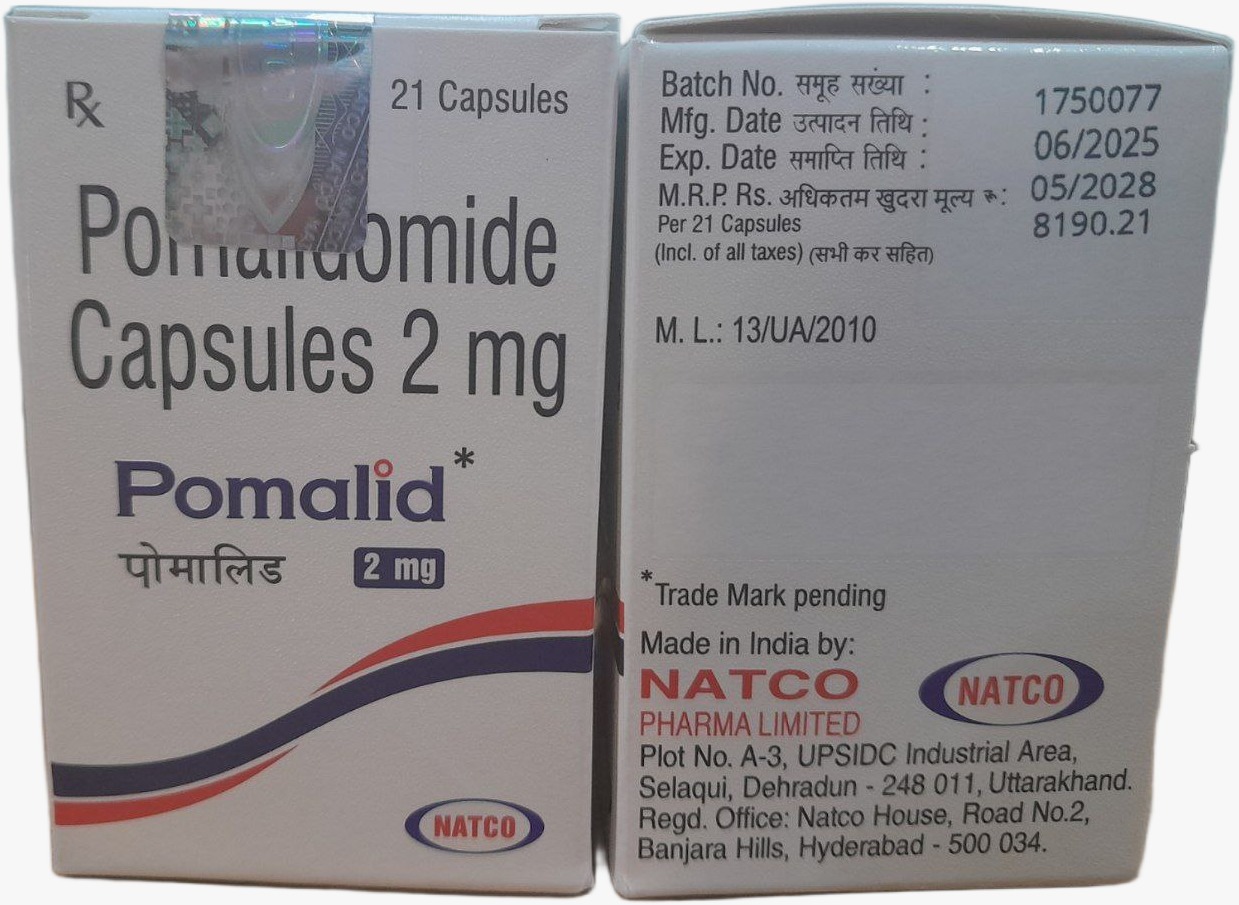 Rx
21 Capsules
Pomalidomide
Capsules 2 mg
Pomalid*
पोमालिड 2 mg
NATCO
Batch No. समूह संख्या : 1750077
Mfg. Date उत्पादन तिथि : 06/2025
Exp. Date समाप्ति तिथि : 05/2028
M.R.P. Rs. अधिकतम खुदरा मूल्य रू: 8190.21
Per 21 Capsules
(Incl. of all taxes) (सभी कर सहित)
M. L.: 13/UA/2010
*Trade Mark pending
Made in India by:
NATCO
PHARMA LIMITED
NATCO
Plot No. A-3, UPSIDC Industrial Area,
Selaqui, Dehradun - 248 011, Uttarakhand.
Regd. Office: Natco House, Road No.2,
Banjara Hills, Hyderabad - 500 034.